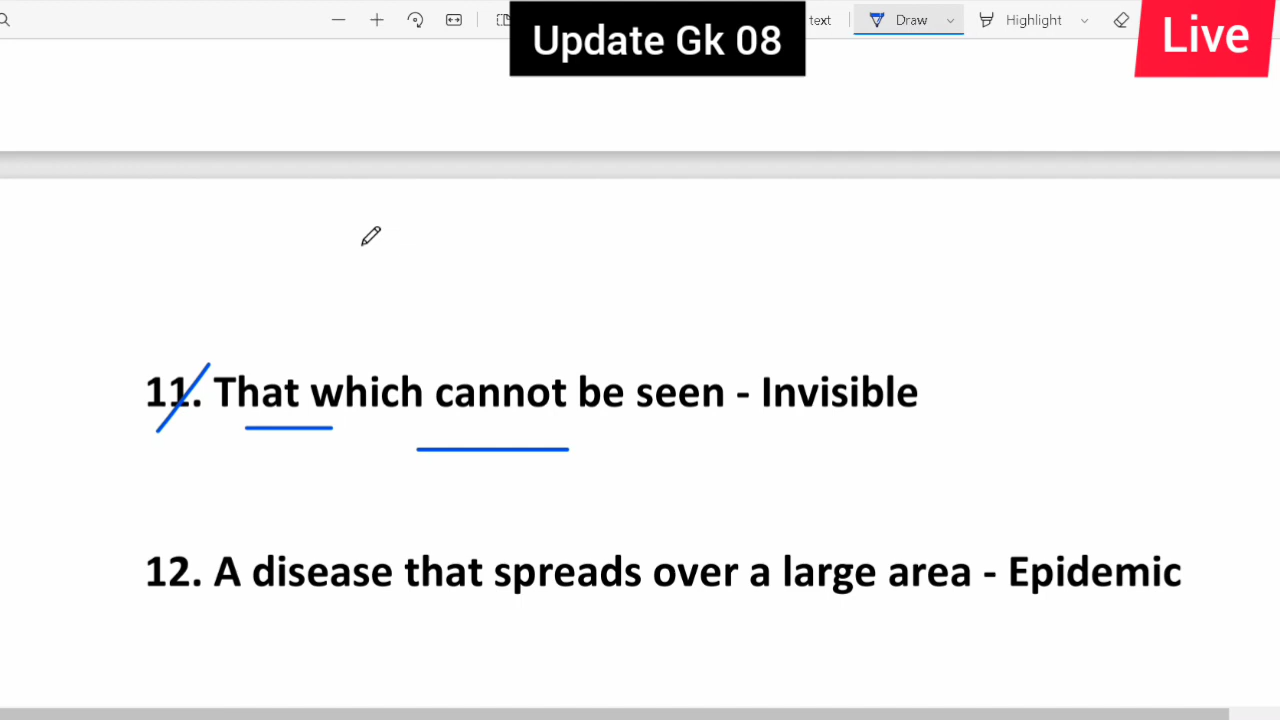 text
Draw
Highlight
Update Gk 08
Live
11. That which cannot be seen - Invisible
12. A disease that spreads over a large area - Epidemic